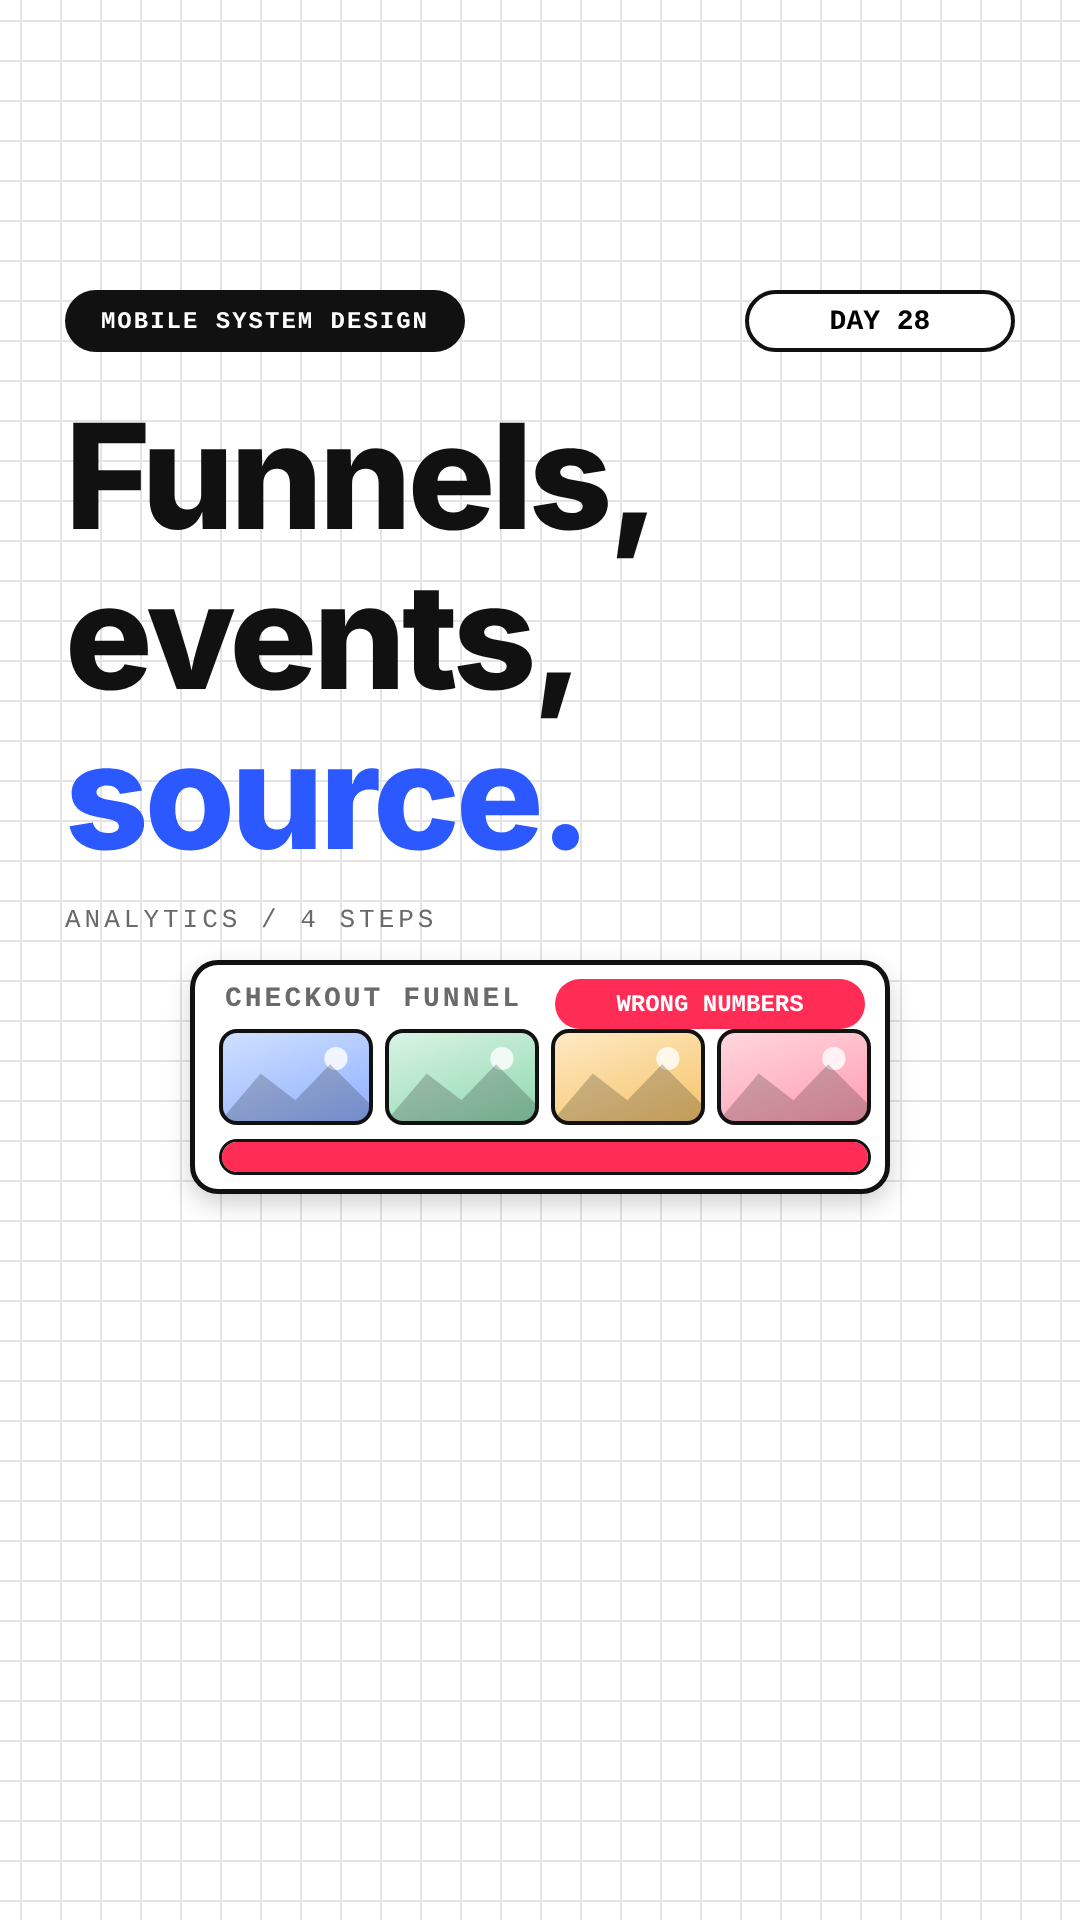 MOBILE SYSTEM DESIGN
DAY 28
Funnels,
events,
source.
ANALYTICS / 4 STEPS
CHECKOUT FUNNEL
WRONG NUMBERS